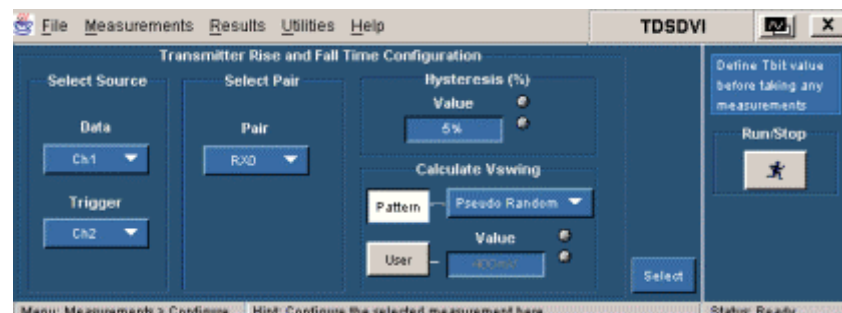 File Measurements Results Utilities Help TDSDVI
Transmitter Rise and Fall Time Configuration
Select Source
Data
Ch1
Trigger
Ch2
Select Pair
Pair
RX0
Hysteresis (%)
Value
5%
Calculate Vswing
Pattern Pseudo Random
Value
User
Select
Define Tbit value
before taking any
measurements
Run/Stop
Menu: Measurements > Configure Hint: Configure the selected measurement here Status: Ready